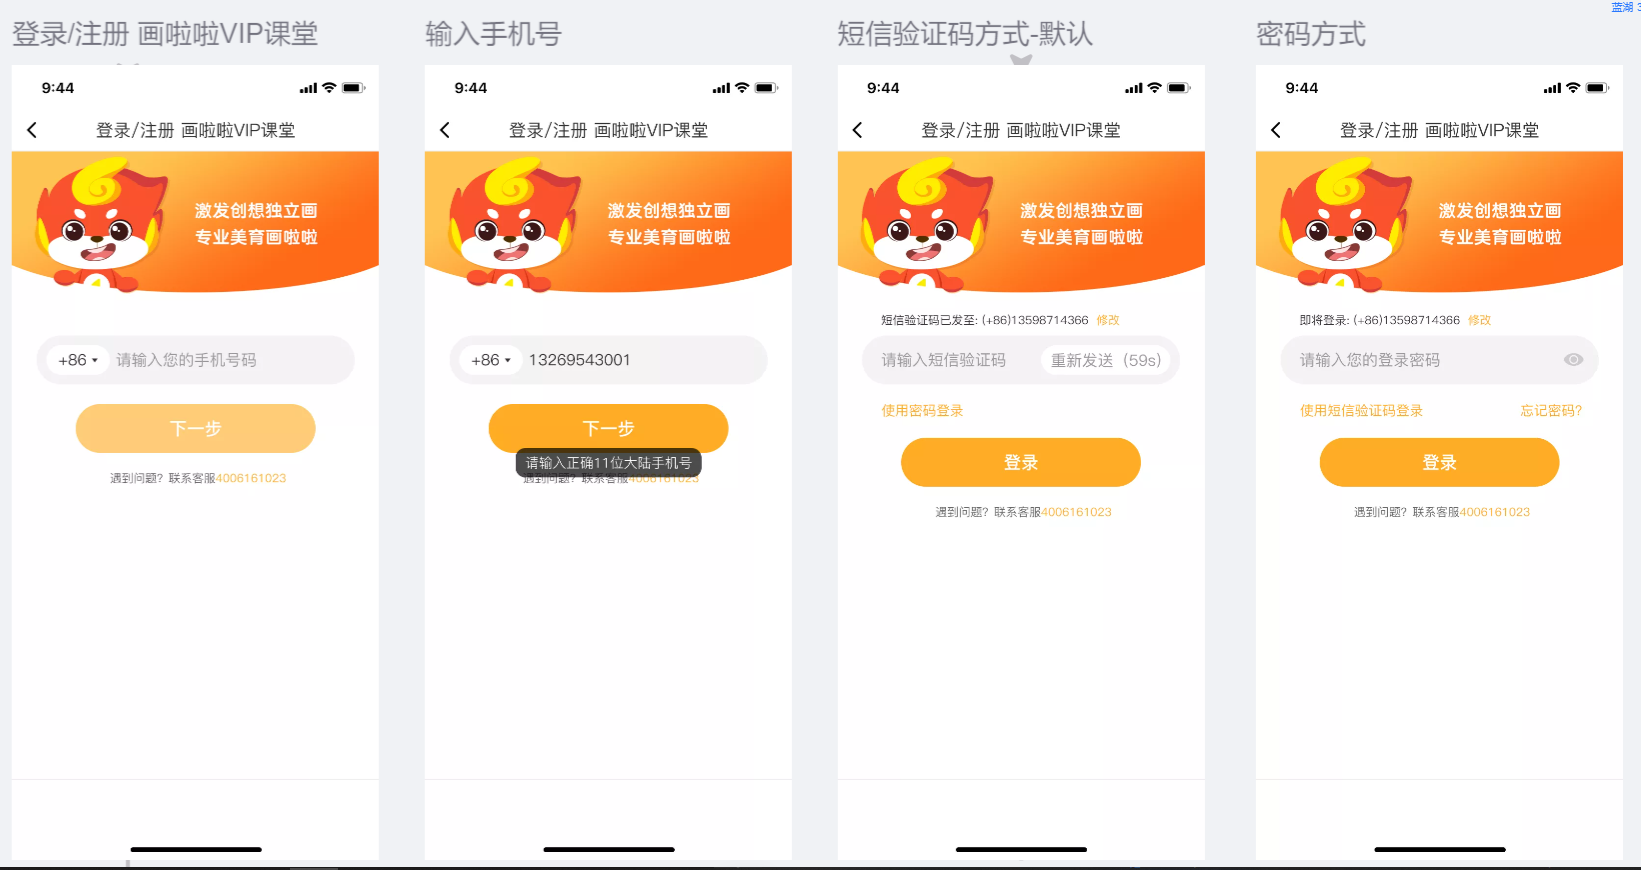 蓝湖 3
登录/注册 画啦啦VIP课堂
9:44
登录/注册 画啦啦VIP课堂
激发创想独立画
专业美育画啦啦
+86
请输入您的手机号码
下一步
遇到问题? 联系客服4006161023
输入手机号
9:44
登录/注册 画啦啦VIP课堂
激发创想独立画
专业美育画啦啦
+86
13269543001
下一步
请输入正确11位大陆手机号
遇到问题? 联系客服4006161023
短信验证码方式-默认
9:44
登录/注册 画啦啦VIP课堂
激发创想独立画
专业美育画啦啦
短信验证码已发至: (+86)13598714366 修改
请输入短信验证码
重新发送 (59s)
使用密码登录
登录
遇到问题? 联系客服4006161023
密码方式
9:44
登录/注册 画啦啦VIP课堂
激发创想独立画
专业美育画啦啦
即将登录: (+86)13598714366 修改
请输入您的登录密码
使用短信验证码登录
忘记密码?
登录
遇到问题? 联系客服4006161023